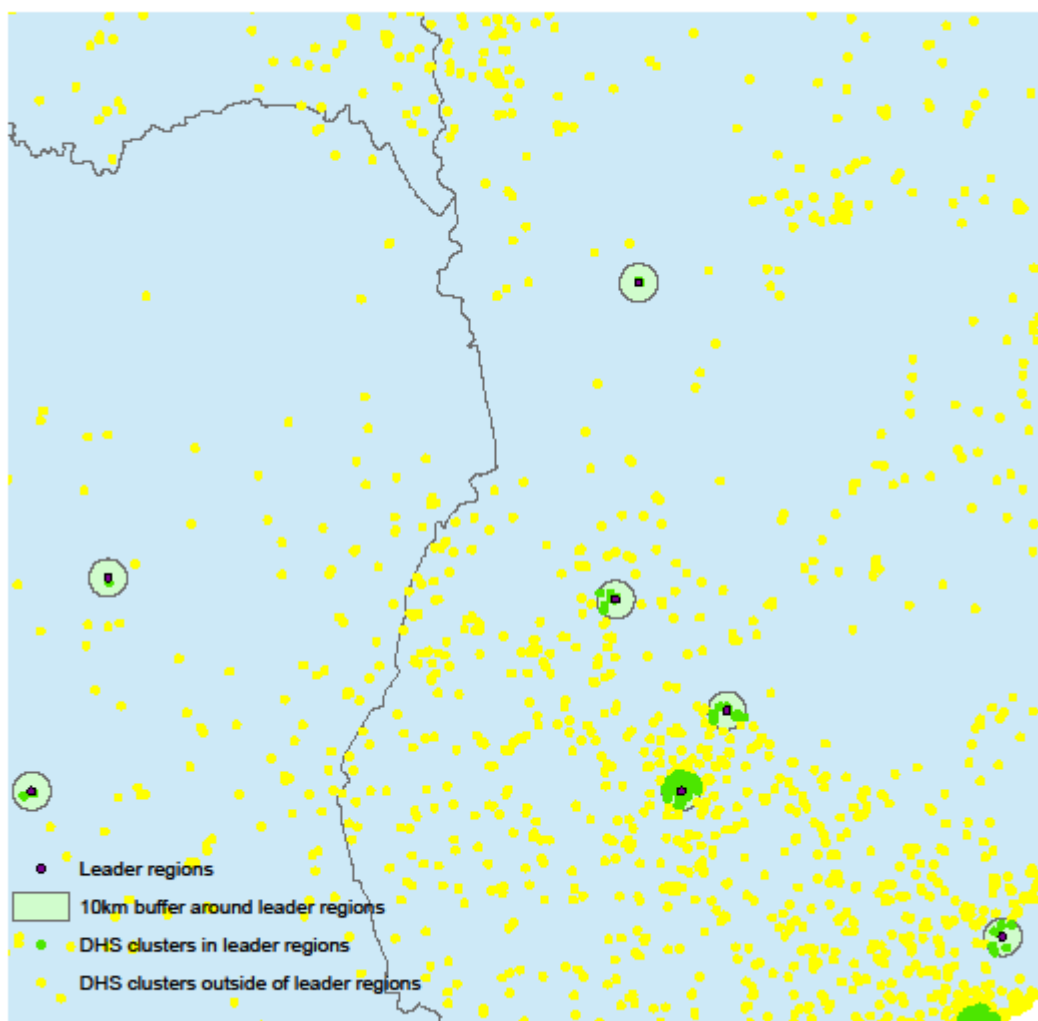 Leader regions
10km buffer around leader regions
DHS clusters in leader regions
DHS clusters outside of leader regions